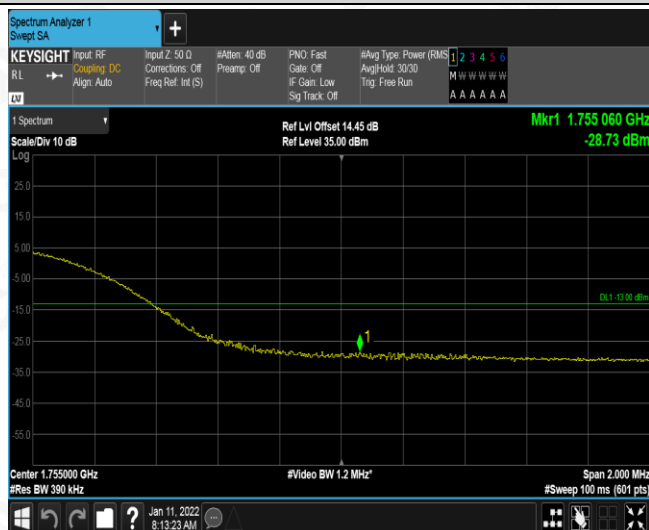 Spectrum Analyzer 1
Swept SA
+
KEYSIGHT
RL
Input: RF
Coupling: DC
Align: Auto
Input Z: 50 Ω
Corrections: Off
Freq Ref: Int (S)
#Atten: 40 dB
Preamp: Off
PNO: Fast
Gate: Off
IF Gain: Low
Sig Track: Off
#Avg Type: Power (RMS
Avg|Hold: 30/30
Trig: Free Run
1 2 3 4 5 6
M W W W W W
A A A A A A
1 Spectrum
Scale/Div 10 dB
Log
Ref Lvl Offset 14.45 dB
Ref Level 35.00 dBm
Mkr1 1.755 060 GHz
-28.73 dBm
25.0
15.0
5.00
-5.00
DL1 -13.00 dBm
-15.0
-25.0
1
-35.0
-45.0
-55.0
Center 1.755000 GHz
#Video BW 1.2 MHz*
Span 2.000 MHz
#Res BW 390 kHz
#Sweep 100 ms (601 pts)
?
Jan 11, 2022
8:13:23 AM